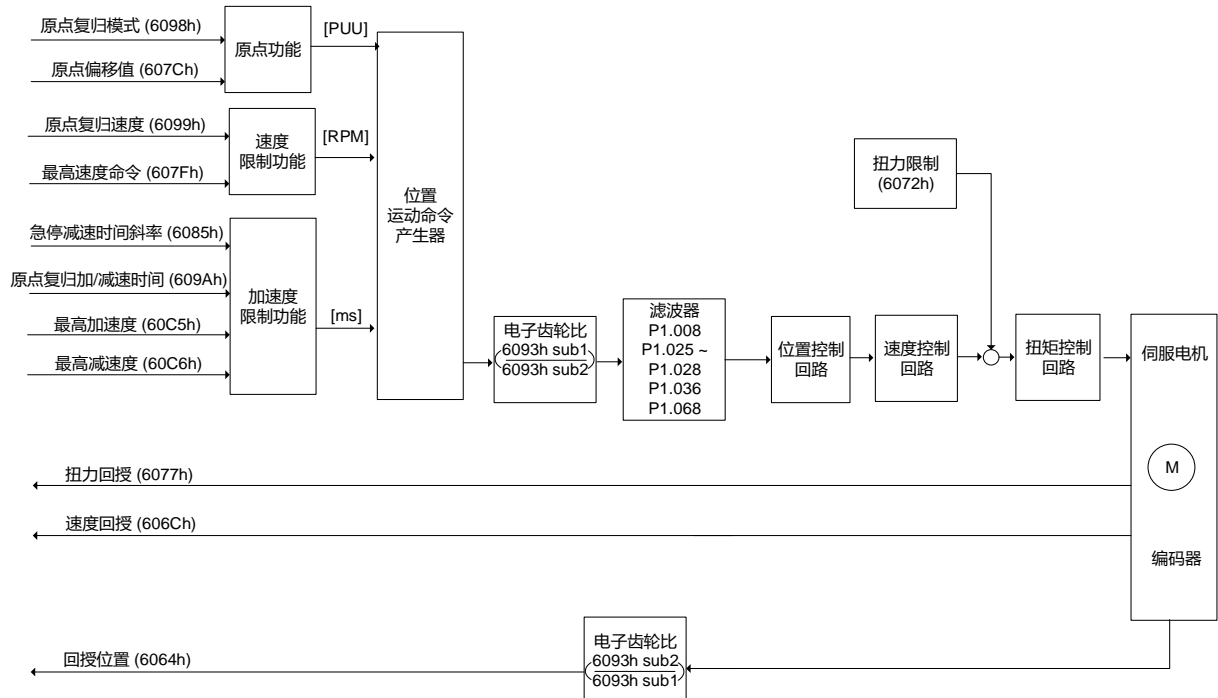 原点复归模式 (6098h)
原点偏移值 (607Ch)
原点功能
[PUU]
原点复归速度 (6099h)
最高速度命令 (607Fh)
速度
限制功能
[RPM]
急停减速时间斜率 (6085h)
原点复归加/减速时间 (609Ah)
最高加速度 (60C5h)
最高减速度 (60C6h)
加速度
限制功能
[ms]
位置
运动命令
产生器
电子齿轮比
(6093h sub1
6093h sub2)
滤波器
P1.008
P1.025 ~
P1.028
P1.036
P1.068
位置控制
回路
速度控制
回路
扭力限制
(6072h)
扭矩控制
回路
伺服电机
M
编码器
扭力回授 (6077h)
速度回授 (606Ch)
回授位置 (6064h)
电子齿轮比
(6093h sub2
6093h sub1)